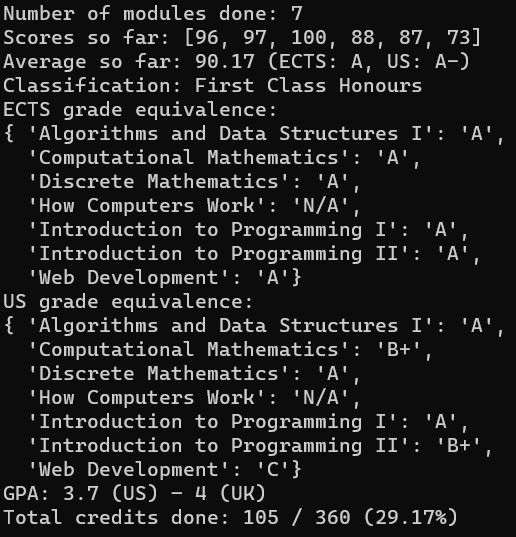 Number of modules done: 7
Scores so far: [96, 97, 100, 88, 87, 73]
Average so far: 90.17 (ECTS: A, US: A-)
Classification: First Class Honours
ECTS grade equivalence:
{ 'Algorithms and Data Structures I': 'A',
  'Computational Mathematics': 'A',
  'Discrete Mathematics': 'A',
  'How Computers Work': 'N/A',
  'Introduction to Programming I': 'A',
  'Introduction to Programming II': 'A',
  'Web Development': 'A'}
US grade equivalence:
{ 'Algorithms and Data Structures I': 'A',
  'Computational Mathematics': 'B+',
  'Discrete Mathematics': 'A',
  'How Computers Work': 'N/A',
  'Introduction to Programming I': 'A',
  'Introduction to Programming II': 'B+',
  'Web Development': 'C'}
GPA: 3.7 (US) – 4 (UK)
Total credits done: 105 / 360 (29.17%)